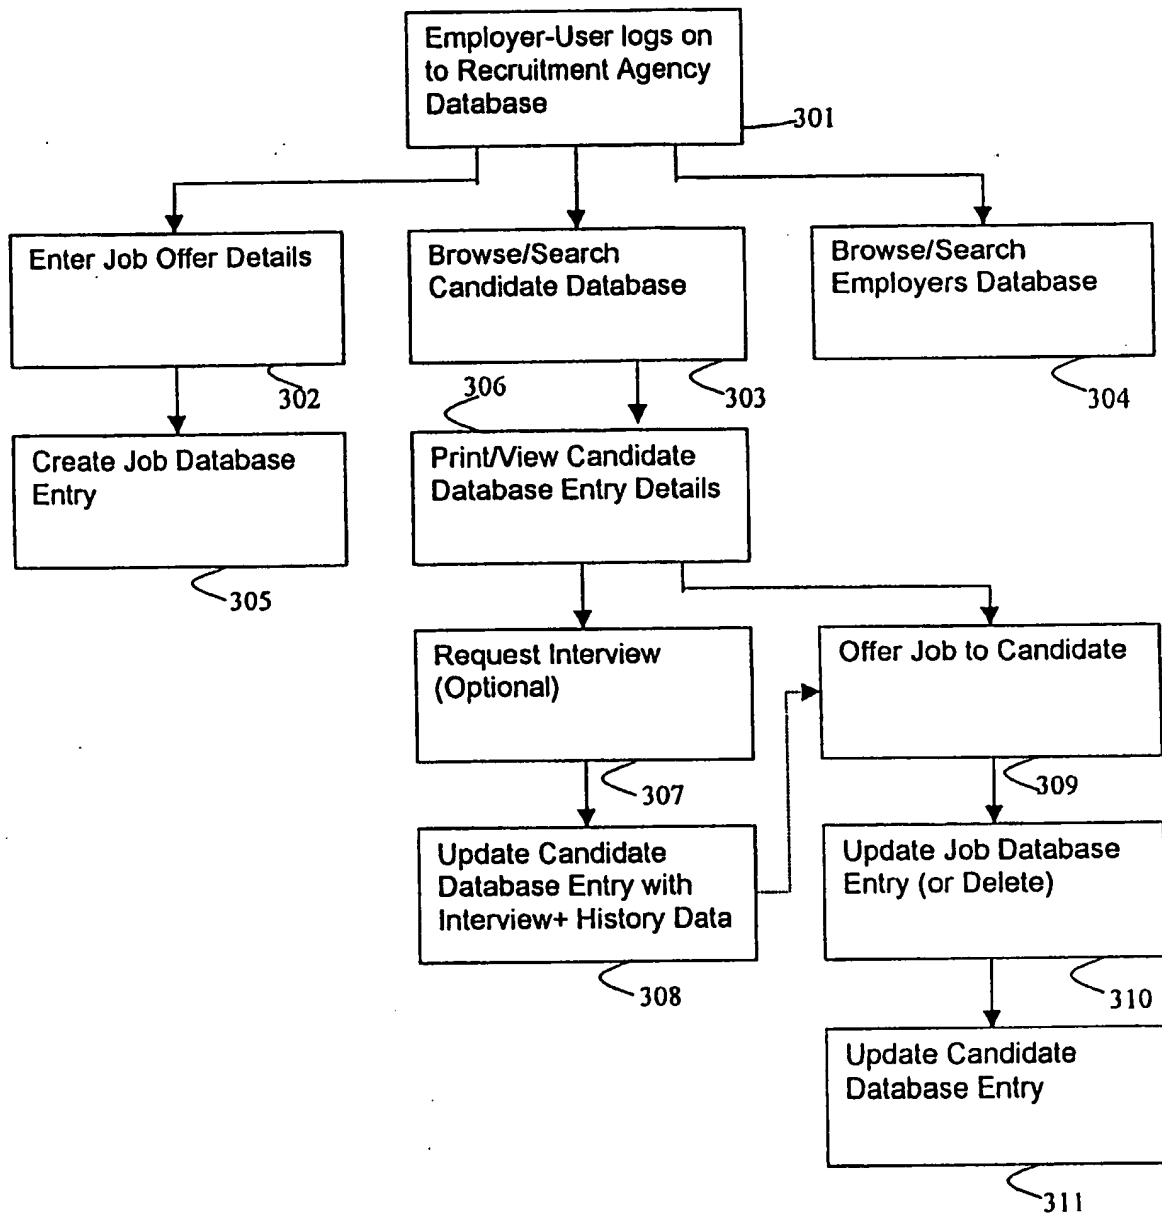 Employer-User logs on
to Recruitment Agency
Database
301
Enter Job Offer Details
302
Browse/Search
Candidate Database
303
Browse/Search
Employers Database
304
306
Create Job Database
Entry
305
Print/View Candidate
Database Entry Details
Request Interview
(Optional)
307
Offer Job to Candidate
309
Update Candidate
Database Entry with
Interview+ History Data
308
Update Job Database
Entry (or Delete)
310
Update Candidate
Database Entry
311